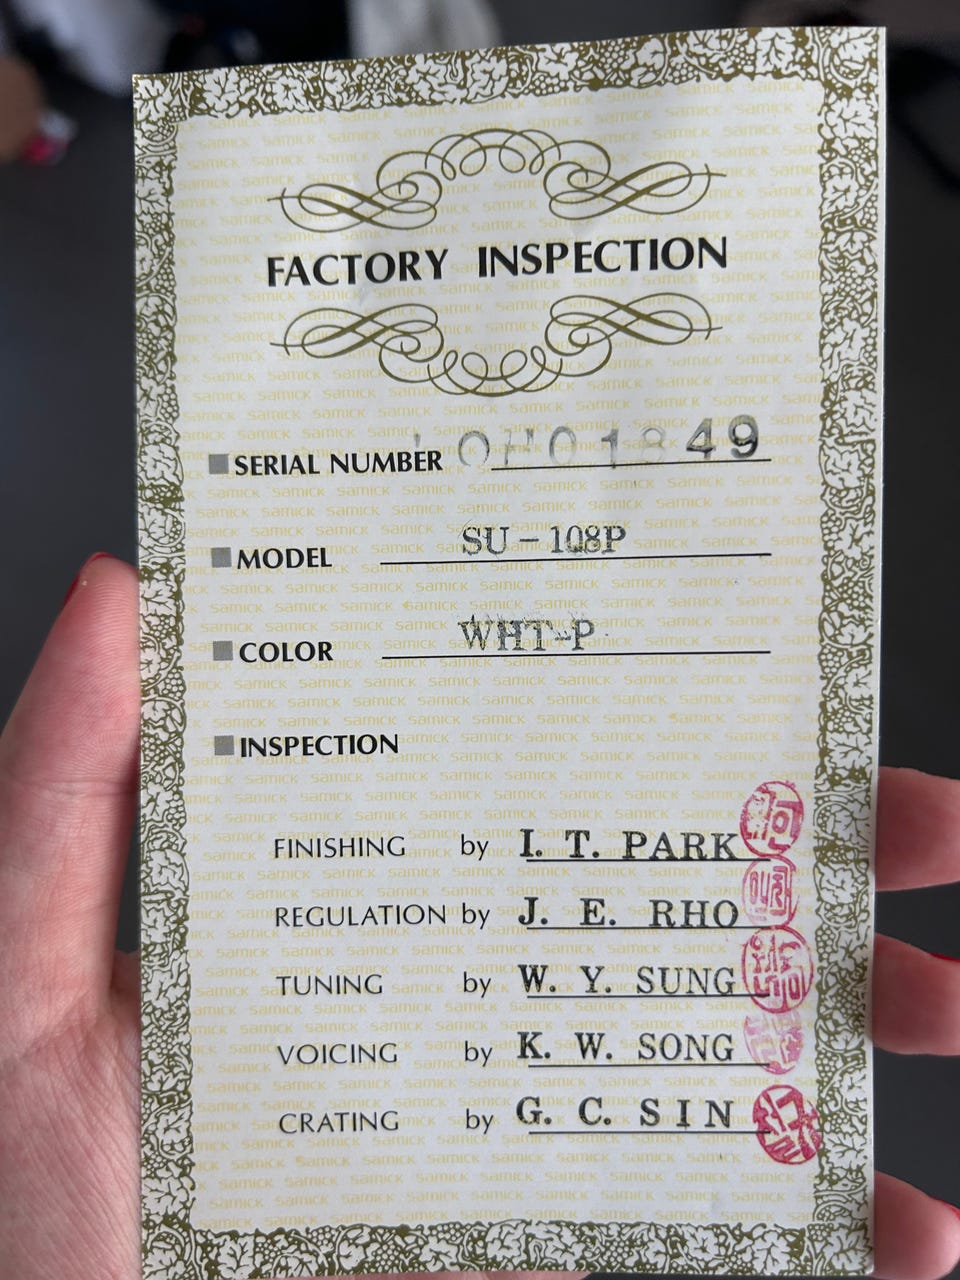 FACTORY INSPECTION
SERIAL NUMBER
MODEL SU-108P
COLOR WHT-P
INSPECTION
FINISHING by I. T. PARK
REGULATION by J. E. RHO
TUNING by W. Y. SUNG
VOICING by K. W. SONG
CRATING by G. C. SIN
samick